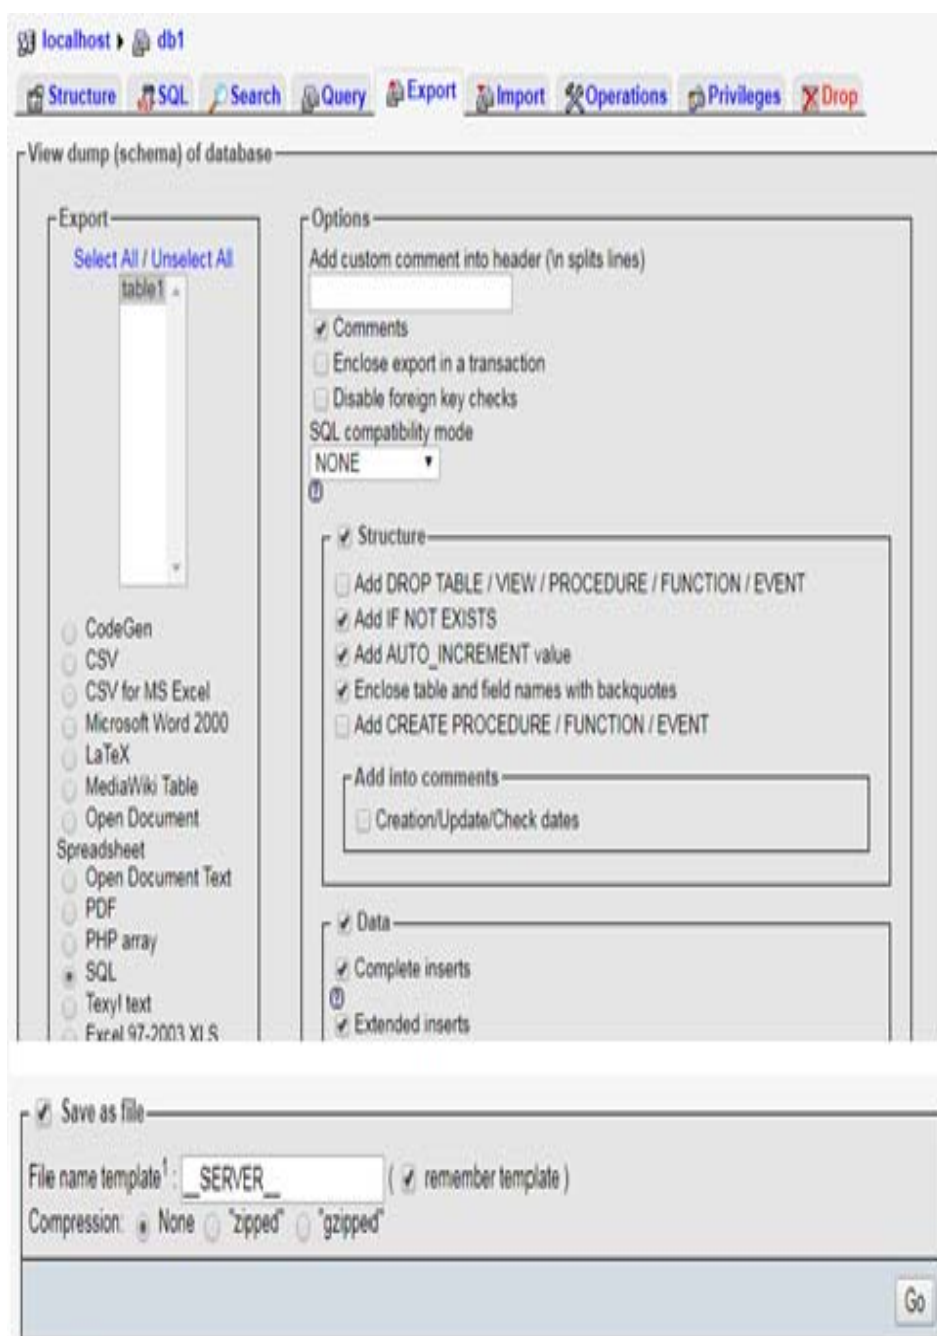 localhost db1
Structure SQL Search Query Export Import Operations Privileges Drop
View dump (schema) of database
Export
Select All / Unselect All
table1
CodeGen
CSV
CSV for MS Excel
Microsoft Word 2000
LaTeX
MediaWiki Table
Open Document
Spreadsheet
Open Document Text
PDF
PHP array
SQL
Texy! text
Excel 97-2003 XLS
Options
Add custom comment into header (\n splits lines)
Comments
Enclose export in a transaction
Disable foreign key checks
SQL compatibility mode
NONE
Structure
Add DROP TABLE / VIEW / PROCEDURE / FUNCTION / EVENT
Add IF NOT EXISTS
Add AUTO_INCREMENT value
Enclose table and field names with backquotes
Add CREATE PROCEDURE / FUNCTION / EVENT
Add into comments
Creation/Update/Check dates
Data
Complete inserts
Extended inserts
Save as file
File name template1 : __SERVER__ ( remember template )
Compression: None "zipped" "gzipped"
Go